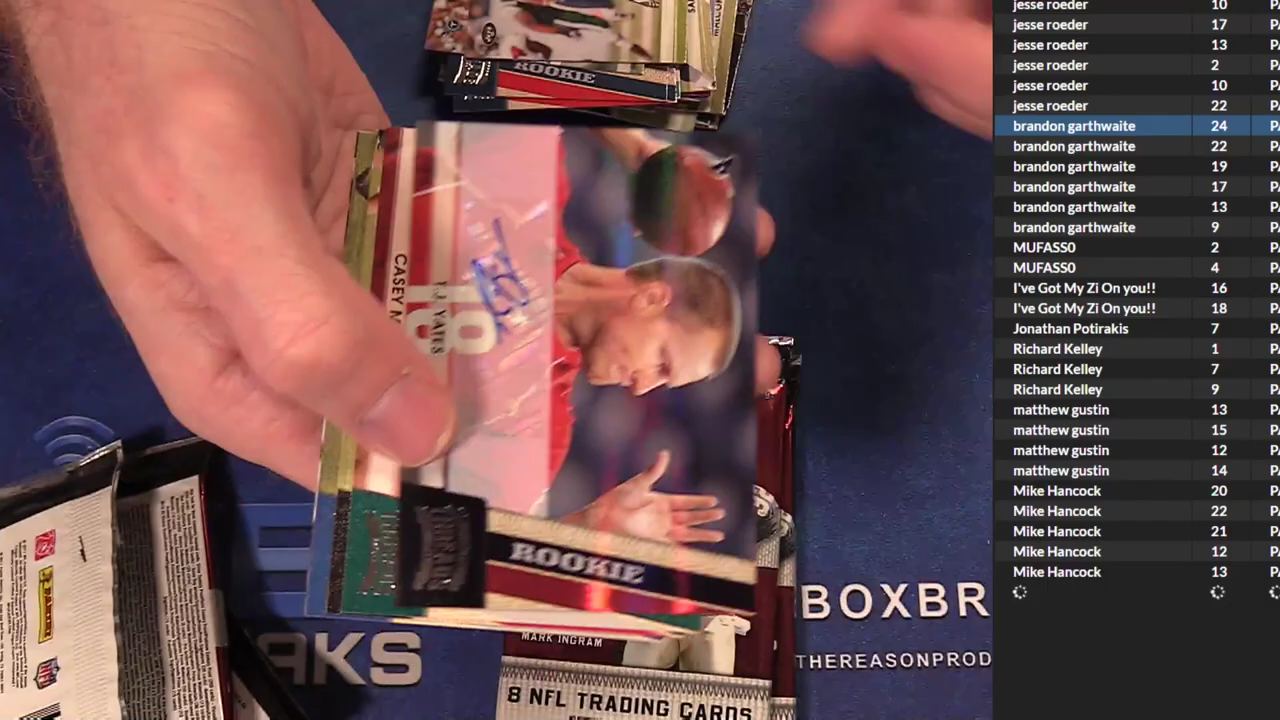 jesse roeder 10 P
jesse roeder 17 P
jesse roeder 13 P
jesse roeder 2 P
jesse roeder 10 P
jesse roeder 22 P
brandon garthwaite 24 P
brandon garthwaite 22 P
brandon garthwaite 19 P
brandon garthwaite 17 P
brandon garthwaite 13 P
brandon garthwaite 9 P
MUFASS0 2 P
MUFASS0 4 P
I've Got My Zi On you!! 16 P
I've Got My Zi On you!! 18 P
Jonathan Potirakis 7 P
Richard Kelley 1 P
Richard Kelley 7 P
Richard Kelley 9 P
matthew gustin 13 P
matthew gustin 15 P
matthew gustin 12 P
matthew gustin 14 P
Mike Hancock 20 P
Mike Hancock 22 P
Mike Hancock 21 P
Mike Hancock 12 P
Mike Hancock 13 P
ROOKIE
T.J. YATES
CASEY M
18
THREADS
ROOKIE
PANINI
NFL
MARK INGRAM
8 NFL TRADING CARDS
BOXBR
AKS
THEREASONPROD